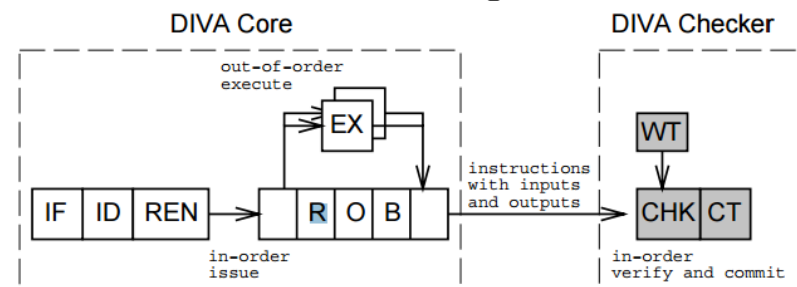 DIVA Core
DIVA Checker
out-of-order
execute
EX
WT
IF ID REN
R O B
instructions
with inputs
and outputs
CHK CT
in-order
issue
in-order
verify and commit